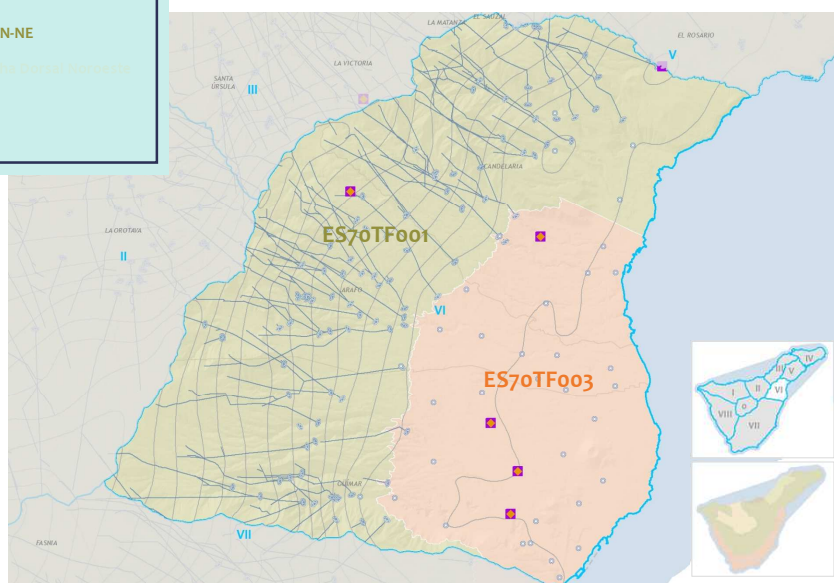 N-NE
LA MATANZA
EL SAUZAL
EL ROSARIO
V
LA VICTORIA
SANTA
ÚRSULA
III
CANDELARIA
LA OROTAVA
II
ES70TF001
ARAFO
VI
ES70TF003
GÜIMAR
VII
FASNIA
I
II
III
IV
V
VI
VII
VIII
0